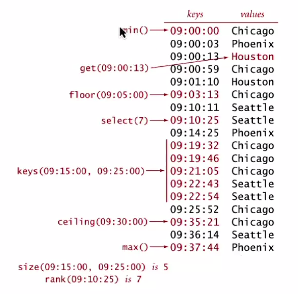 keys values
min() 09:00:00 Chicago
09:00:03 Phoenix
09:00:13 Houston
get(09:00:13) 09:00:59 Chicago
09:01:10 Houston
floor(09:05:00) 09:03:13 Chicago
09:10:11 Seattle
select(7) 09:10:25 Seattle
09:14:25 Phoenix
09:19:32 Chicago
09:19:46 Chicago
keys(09:15:00, 09:25:00) 09:21:05 Chicago
09:22:43 Seattle
09:22:54 Seattle
09:25:52 Chicago
ceiling(09:30:00) 09:35:21 Chicago
09:36:14 Seattle
max() 09:37:44 Phoenix
size(09:15:00, 09:25:00) is 5
rank(09:10:25) is 7